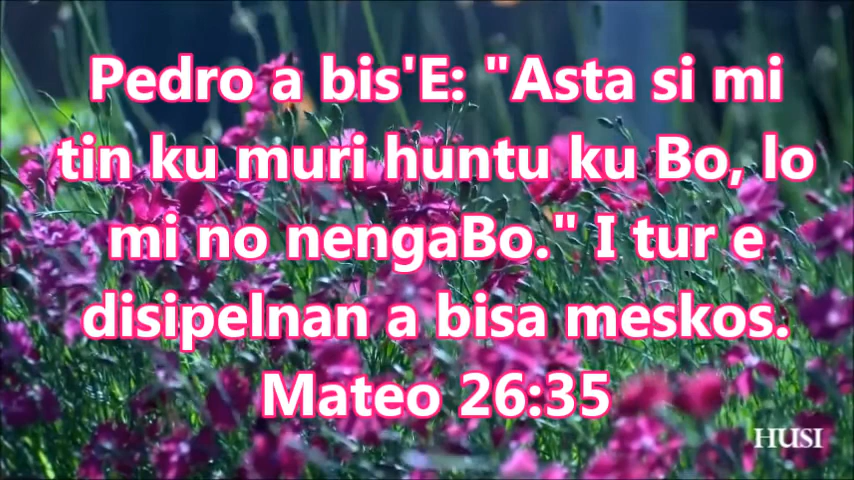 Pedro a bis'E: "Asta si mi
tin ku muri huntu ku Bo, lo
mi no nengaBo." I tur e
disipelnan a bisa meskos.
Mateo 26:35
HUSI